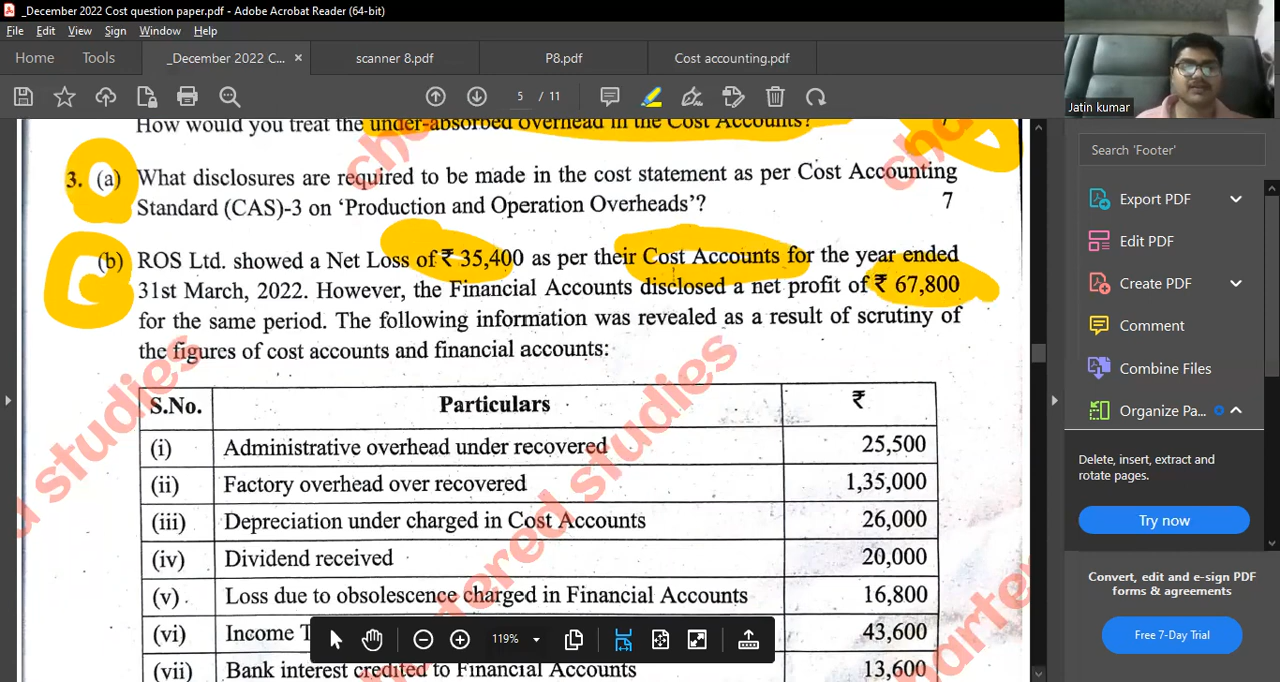 _December 2022 Cost question paper.pdf - Adobe Acrobat Reader (64-bit)
File Edit View Sign Window Help
Home Tools _December 2022 C... × scanner 8.pdf P8.pdf Cost accounting.pdf
5 / 11
Jatin kumar
How would you treat the under-absorbed overhead in the Cost Accounts?
3. (a) What disclosures are required to be made in the cost statement as per Cost Accounting
Standard (CAS)-3 on ‘Production and Operation Overheads’? 7
(b) ROS Ltd. showed a Net Loss of ₹ 35,400 as per their Cost Accounts for the year ended
31st March, 2022. However, the Financial Accounts disclosed a net profit of ₹ 67,800
for the same period. The following information was revealed as a result of scrutiny of
the figures of cost accounts and financial accounts:
S.No. Particulars ₹
(i) Administrative overhead under recovered 25,500
(ii) Factory overhead over recovered 1,35,000
(iii) Depreciation under charged in Cost Accounts 26,000
(iv) Dividend received 20,000
(v) Loss due to obsolescence charged in Financial Accounts 16,800
(vi) Income T 43,600
(vii) Bank interest credited to Financial Accounts 13,600
119%
d studies
chartered studies
chartered
Search 'Footer'
Export PDF
Edit PDF
Create PDF
Comment
Combine Files
Organize Pa...
Delete, insert, extract and
reorder pages.
Try now
Convert, edit and e-sign PDF
forms & agreements
Free 7-Day Trial